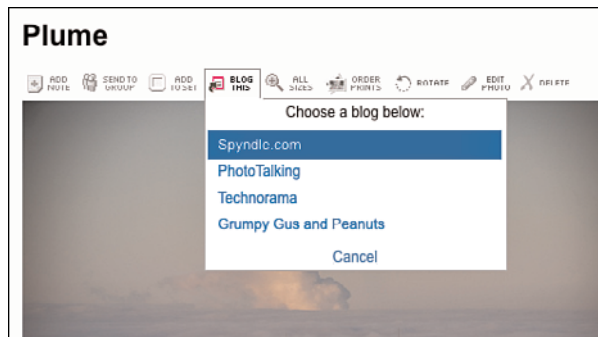 Plume
ADD NOTE
SEND TO GROUP
ADD TO SET
BLOG THIS
ALL SIZES
ORDER PRINTS
ROTATE
EDIT PHOTO
DELETE
Choose a blog below:
Spyndlc.com
PhotoTalking
Technorama
Grumpy Gus and Peanuts
Cancel